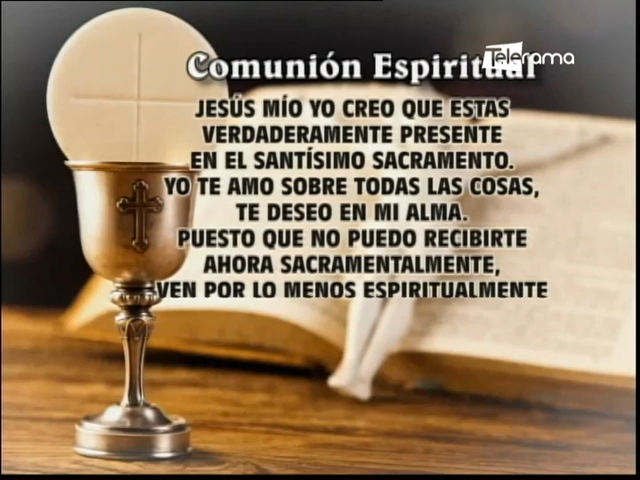 Comunión Espiritual
Telerama
JESÚS MÍO YO CREO QUE ESTAS
VERDADERAMENTE PRESENTE
EN EL SANTÍSIMO SACRAMENTO.
YO TE AMO SOBRE TODAS LAS COSAS,
TE DESEO EN MI ALMA.
PUESTO QUE NO PUEDO RECIBIRTE
AHORA SACRAMENTALMENTE,
VEN POR LO MENOS ESPIRITUALMENTE